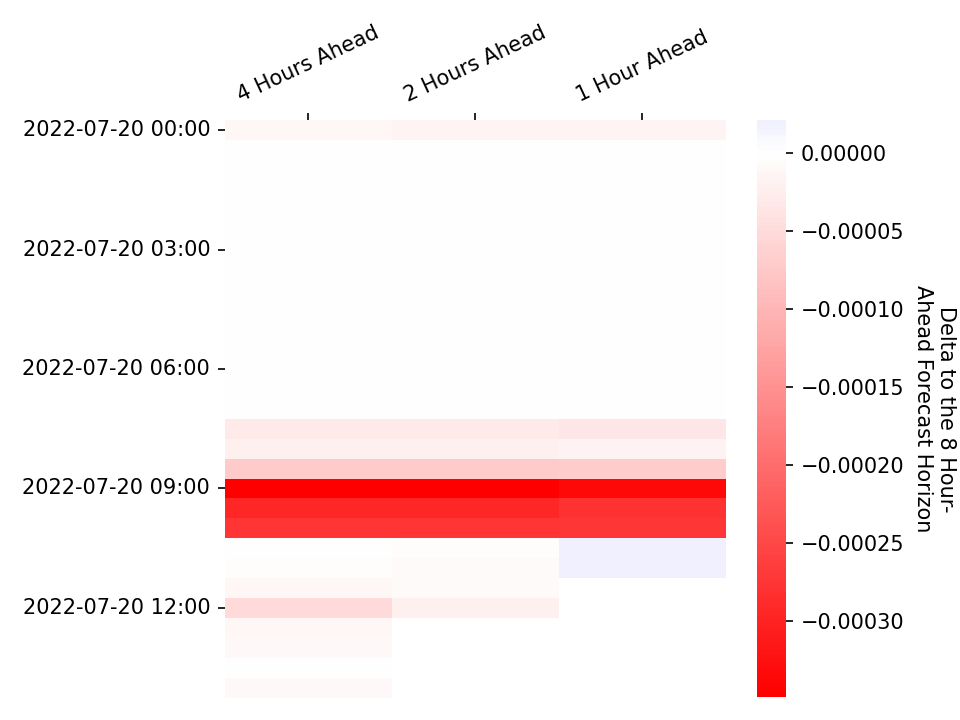 4 Hours Ahead
2 Hours Ahead
1 Hour Ahead
2022-07-20 00:00
2022-07-20 03:00
2022-07-20 06:00
2022-07-20 09:00
2022-07-20 12:00
0.00000
−0.00005
−0.00010
−0.00015
−0.00020
−0.00025
−0.00030
Delta to the 8 Hour-
Ahead Forecast Horizon